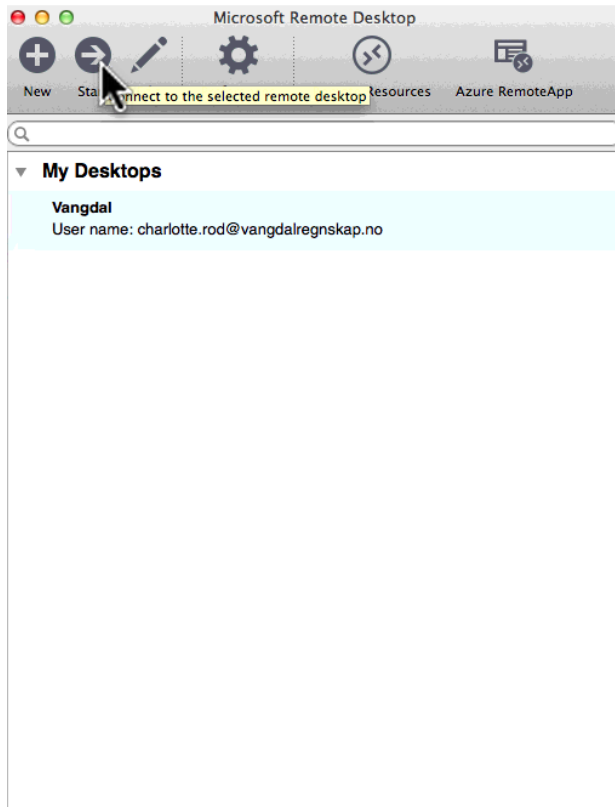 Microsoft Remote Desktop
New Sta Resources Azure RemoteApp
nnect to the selected remote desktop
My Desktops
Vangdal
User name: charlotte.rod@vangdalregnskap.no